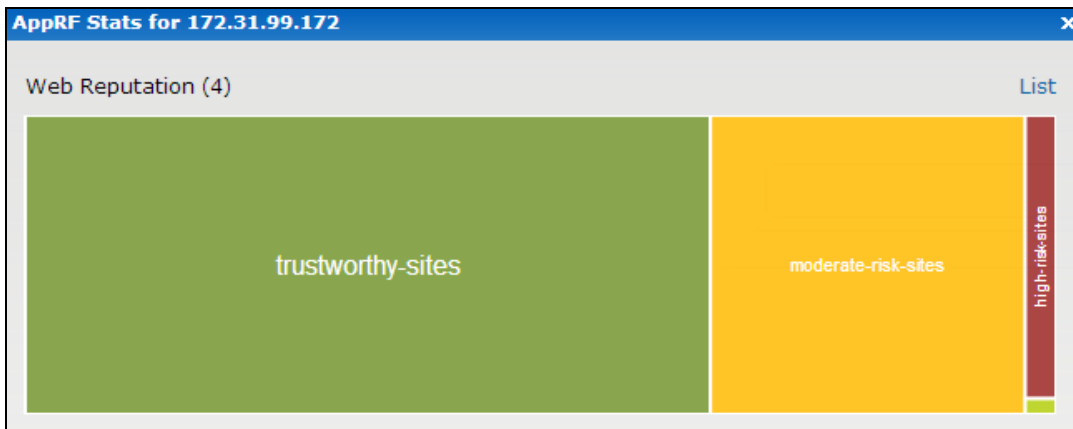 AppRF Stats for 172.31.99.172 x
Web Reputation (4) List
trustworthy-sites
moderate-risk-sites
high-risk-sites